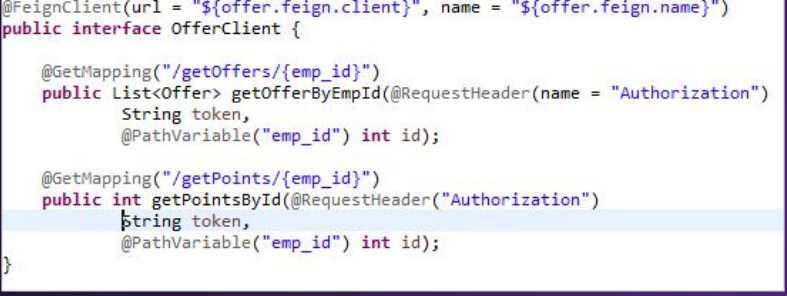 @FeignClient(url = "${offer.feign.client}", name = "${offer.feign.name}")
public interface OfferClient {
@GetMapping("/getOffers/{emp_id}")
public List<Offer> getOfferByEmpId(@RequestHeader(name = "Authorization")
String token,
@PathVariable("emp_id") int id);
@GetMapping("/getPoints/{emp_id}")
public int getPointsById(@RequestHeader("Authorization")
String token,
@PathVariable("emp_id") int id);
}